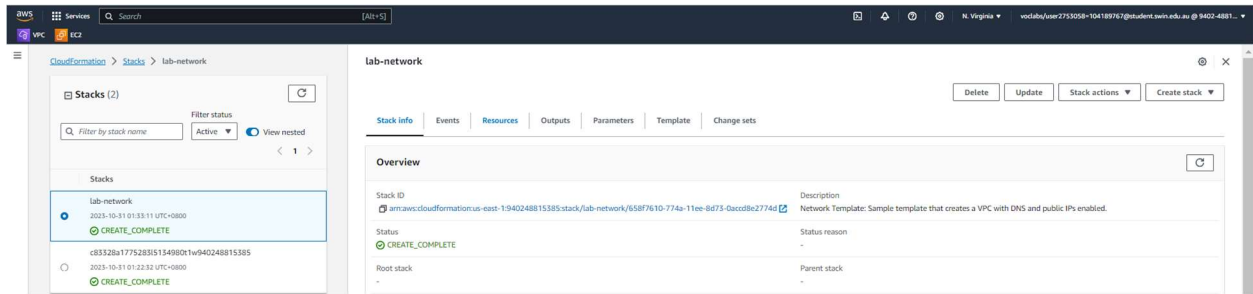 aws Services Search [Alt+S] N. Virginia voclabs/user2753058=104189767@student.swin.edu.au @ 9402-4881...
VPC EC2
CloudFormation > Stacks > lab-network
Stacks (2)
Filter status
Filter by stack name Active View nested
< 1 >
Stacks
lab-network
2023-10-31 01:33:11 UTC+0800
CREATE_COMPLETE
2023-10-31 01:22:32 UTC+0800
CREATE_COMPLETE
lab-network
Delete Update Stack actions Create stack
Stack info Events Resources Outputs Parameters Template Change sets
Overview
Stack ID
arn:aws:cloudformation:us-east-1:940248815385:stack/lab-network/658f7610-774a-11ee-8d73-0accd8e2774d
Description
Network Template: Sample template that creates a VPC with DNS and public IPs enabled.
Status
CREATE_COMPLETE
Status reason
-
Root stack
-
Parent stack
-